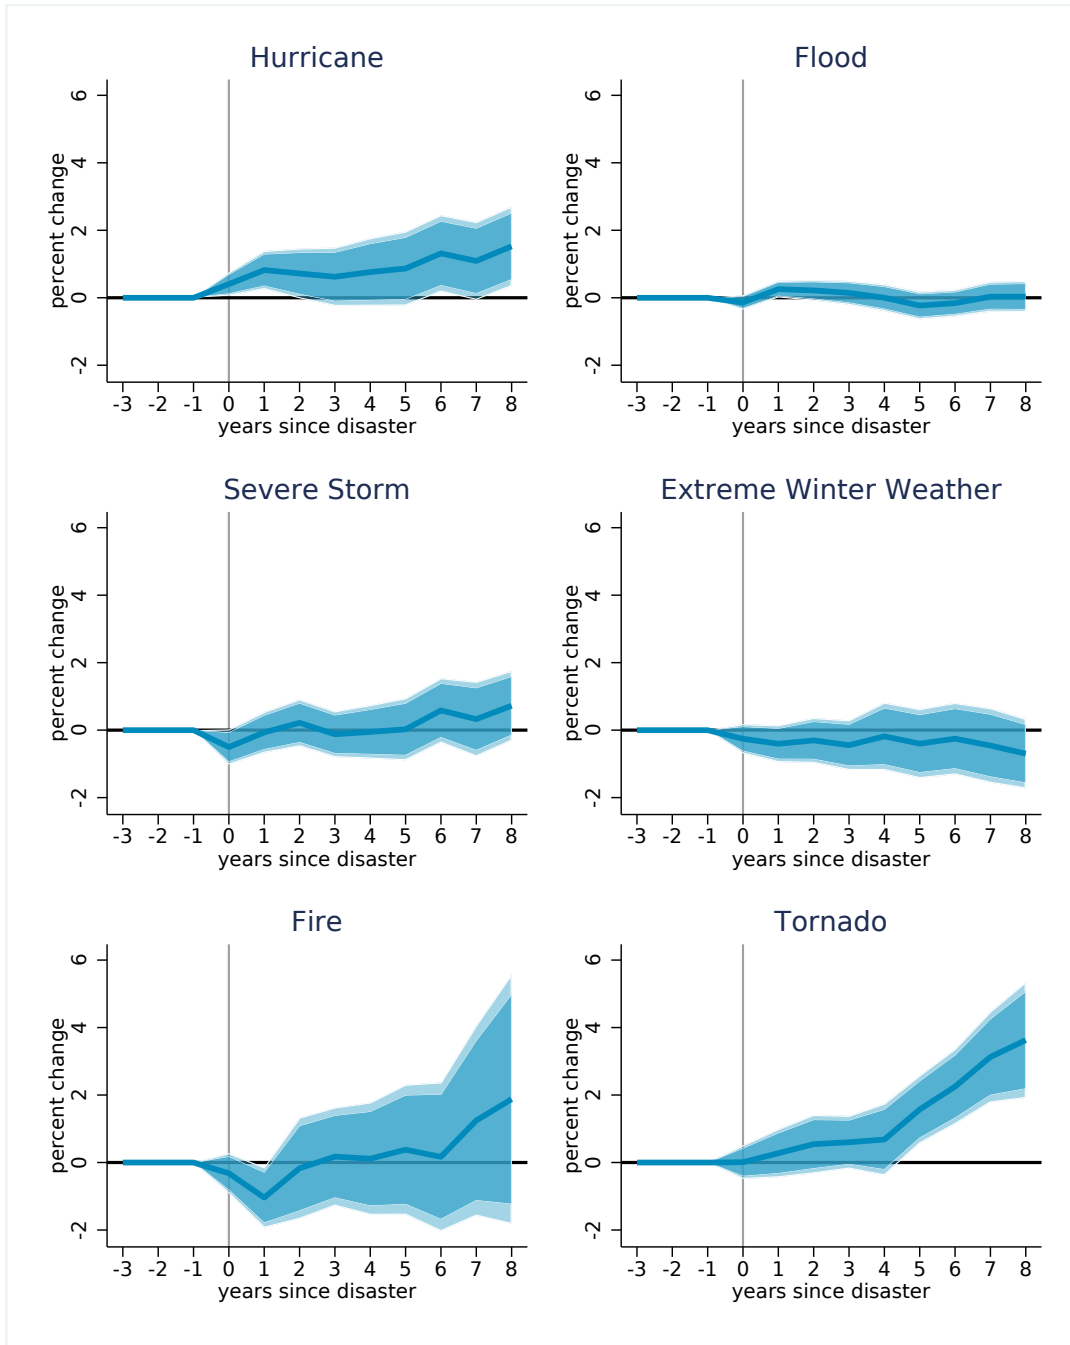 Hurricane
6
4
2
0
-2
percent change
-3 -2 -1 0 1 2 3 4 5 6 7 8
years since disaster
Flood
6
4
2
0
-2
percent change
-3 -2 -1 0 1 2 3 4 5 6 7 8
years since disaster
Severe Storm
6
4
2
0
-2
percent change
-3 -2 -1 0 1 2 3 4 5 6 7 8
years since disaster
Extreme Winter Weather
6
4
2
0
-2
percent change
-3 -2 -1 0 1 2 3 4 5 6 7 8
years since disaster
Fire
6
4
2
0
-2
percent change
-3 -2 -1 0 1 2 3 4 5 6 7 8
years since disaster
Tornado
6
4
2
0
-2
percent change
-3 -2 -1 0 1 2 3 4 5 6 7 8
years since disaster